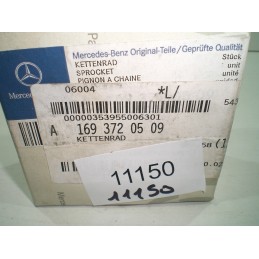 Mercedes-Benz Original-Teile/Geprüfte Qualität
KETTENRAD
SPROCKET
PIGNON A CHAINE
Stück
unit
unité
Mercedes
06004
*L/
00000353955006301
A 169 372 05 09
KETTENRAD
11150
11150